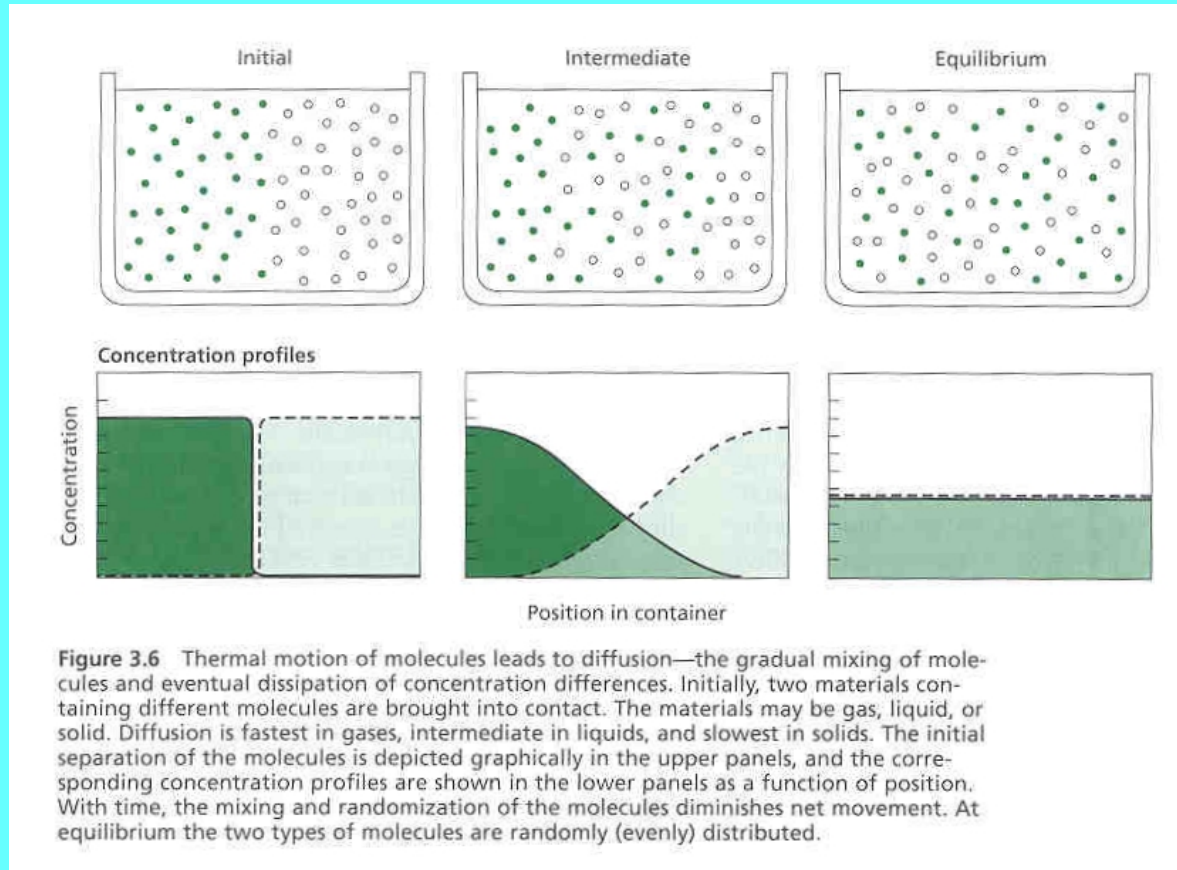 Initial
Intermediate
Equilibrium
Concentration profiles
Concentration
Position in container
Figure 3.6 Thermal motion of molecules leads to diffusion—the gradual mixing of mole-
cules and eventual dissipation of concentration differences. Initially, two materials con-
taining different molecules are brought into contact. The materials may be gas, liquid, or
solid. Diffusion is fastest in gases, intermediate in liquids, and slowest in solids. The initial
separation of the molecules is depicted graphically in the upper panels, and the corre-
sponding concentration profiles are shown in the lower panels as a function of position.
With time, the mixing and randomization of the molecules diminishes net movement. At
equilibrium the two types of molecules are randomly (evenly) distributed.